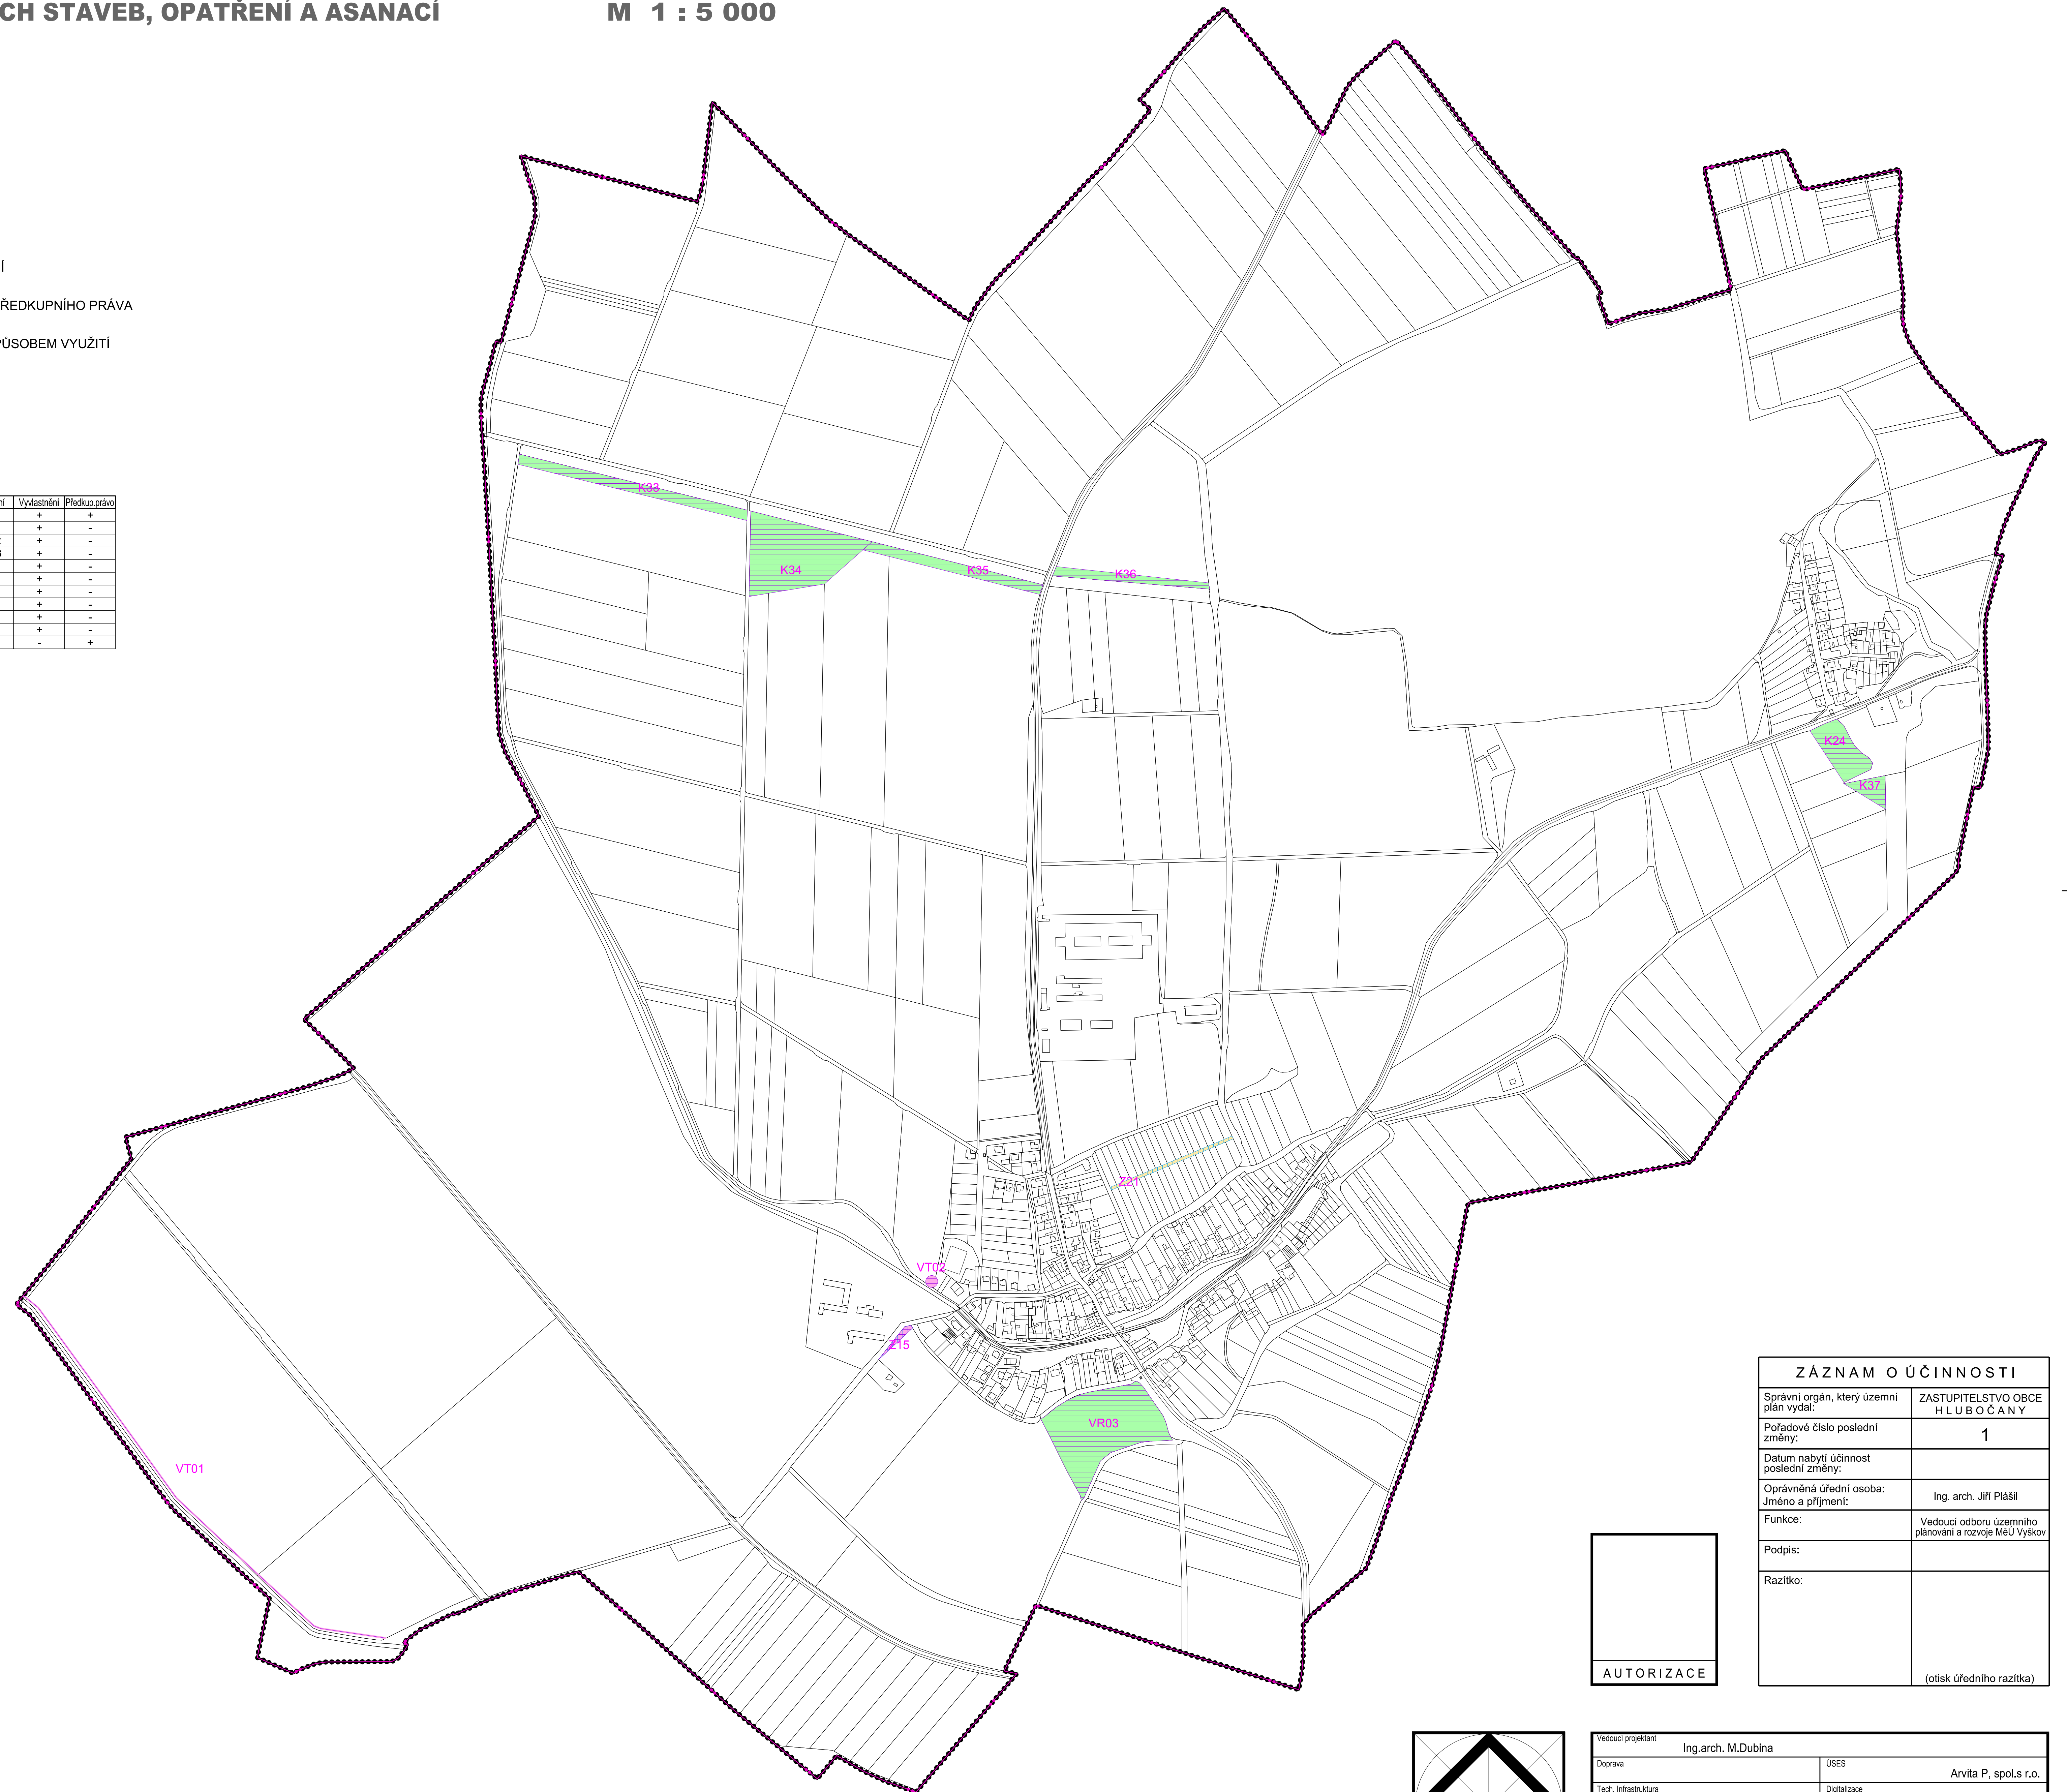 CH STAVEB, OPATŘENÍ A ASANACÍ
M 1 : 5 000
Í
ŘEDKUPNÍHO PRÁVA
PŮSOBEM VYUŽITÍ
ní Vyvlastnění Předkup.právo
+ +
+ -
+ -
+ -
+ -
+ -
+ -
+ -
+ -
+ -
- +
K33
K34
K35
K36
K24
K37
Z21
VT02
Z15
VR03
VT01
ZÁZNAM O ÚČINNOSTI
Správní orgán, který územní
plán vydal:
ZASTUPITELSTVO OBCE
HLUBOČANY
Pořadové číslo poslední
změny:
1
Datum nabytí účinnost
poslední změny:
Oprávněná úřední osoba:
Jméno a příjmení:
Ing. arch. Jiří Plášil
Funkce:
Vedoucí odboru územního
plánování a rozvoje MěÚ Vyškov
Podpis:
Razítko:
(otisk úředního razítka)
AUTORIZACE
Vedoucí projektant
Ing.arch. M.Dubina
Doprava
ÚSES
Arvita P, spol.s r.o.
Tech. Infrastruktura
Digitalizace